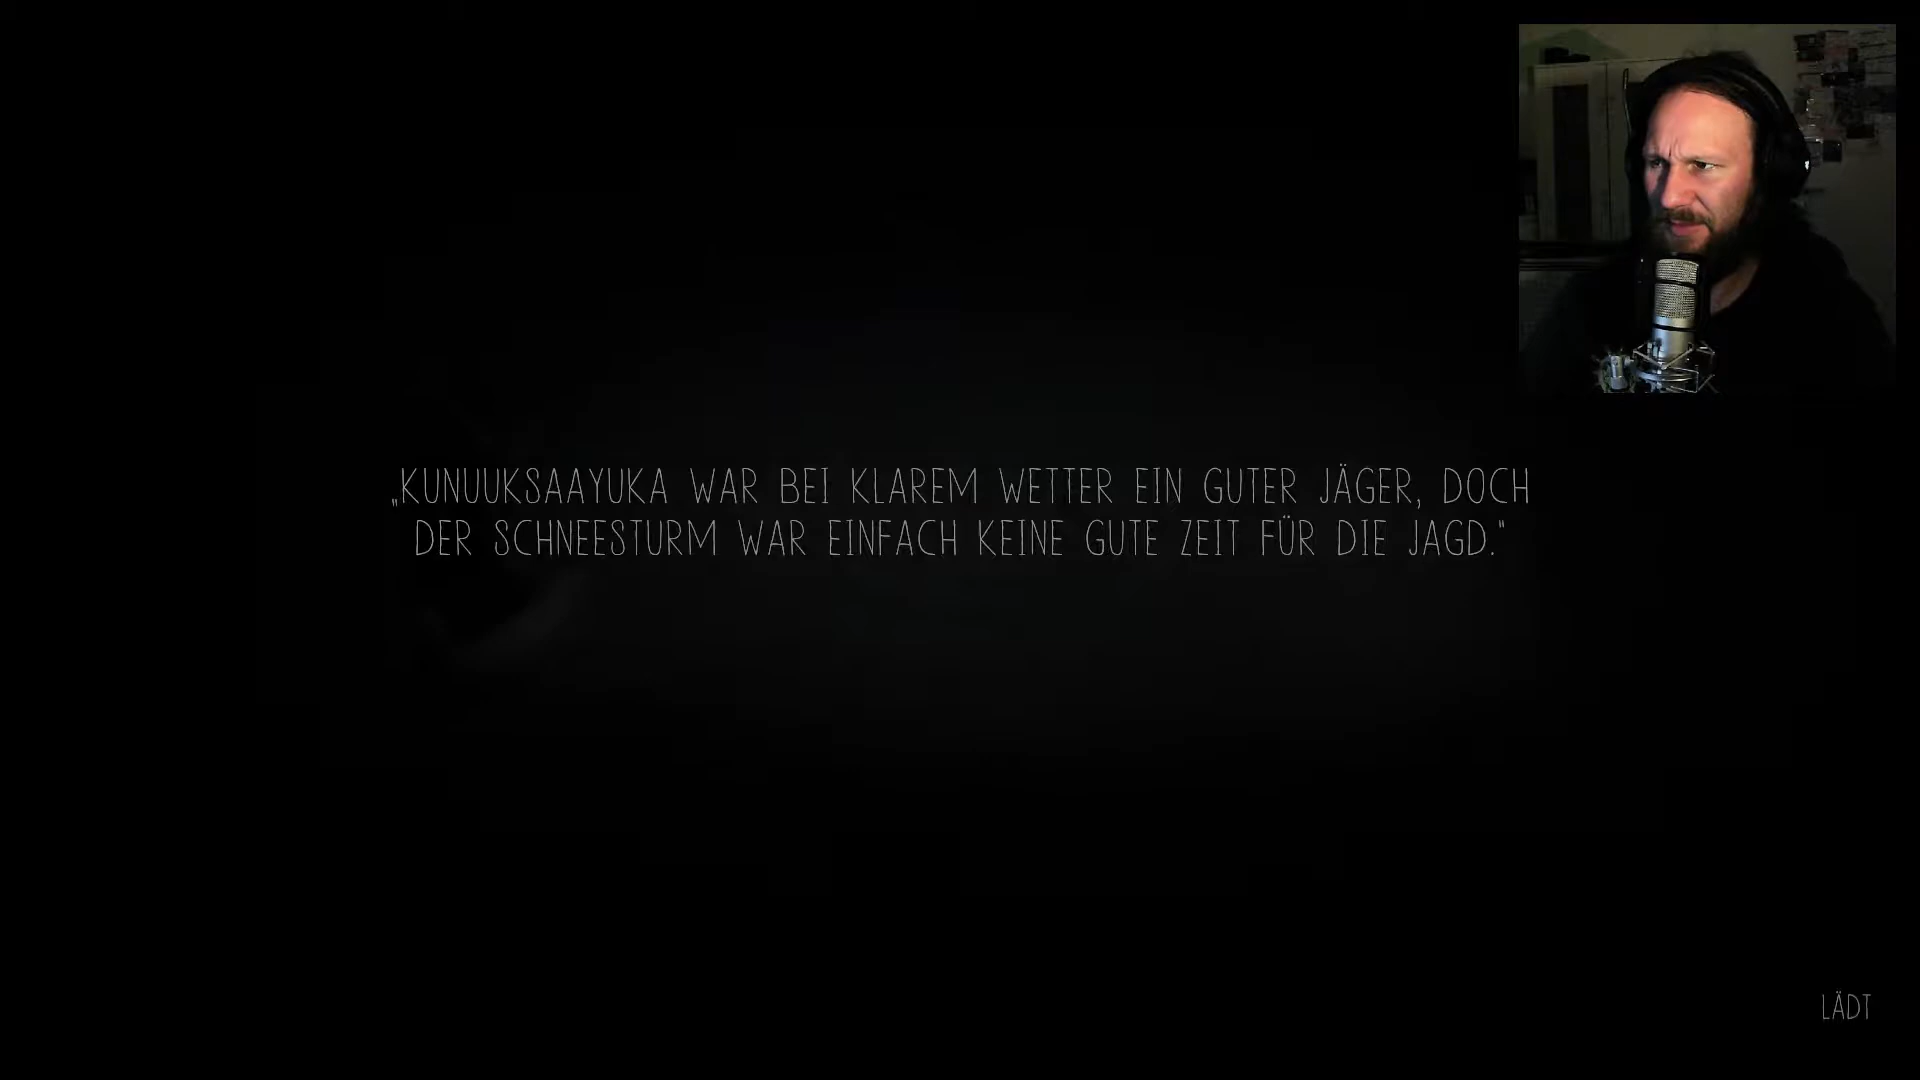 „KUNUUKSAAYUKA WAR BEI KLAREM WETTER EIN GUTER JÄGER, DOCH
DER SCHNEESTURM WAR EINFACH KEINE GUTE ZEIT FÜR DIE JAGD."
LÄDT